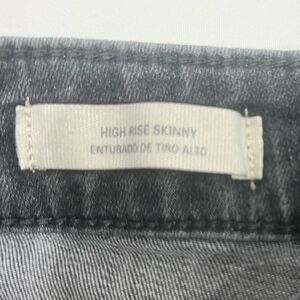 HIGH RISE SKINNY
ENTURADO DE TIRO ALTO